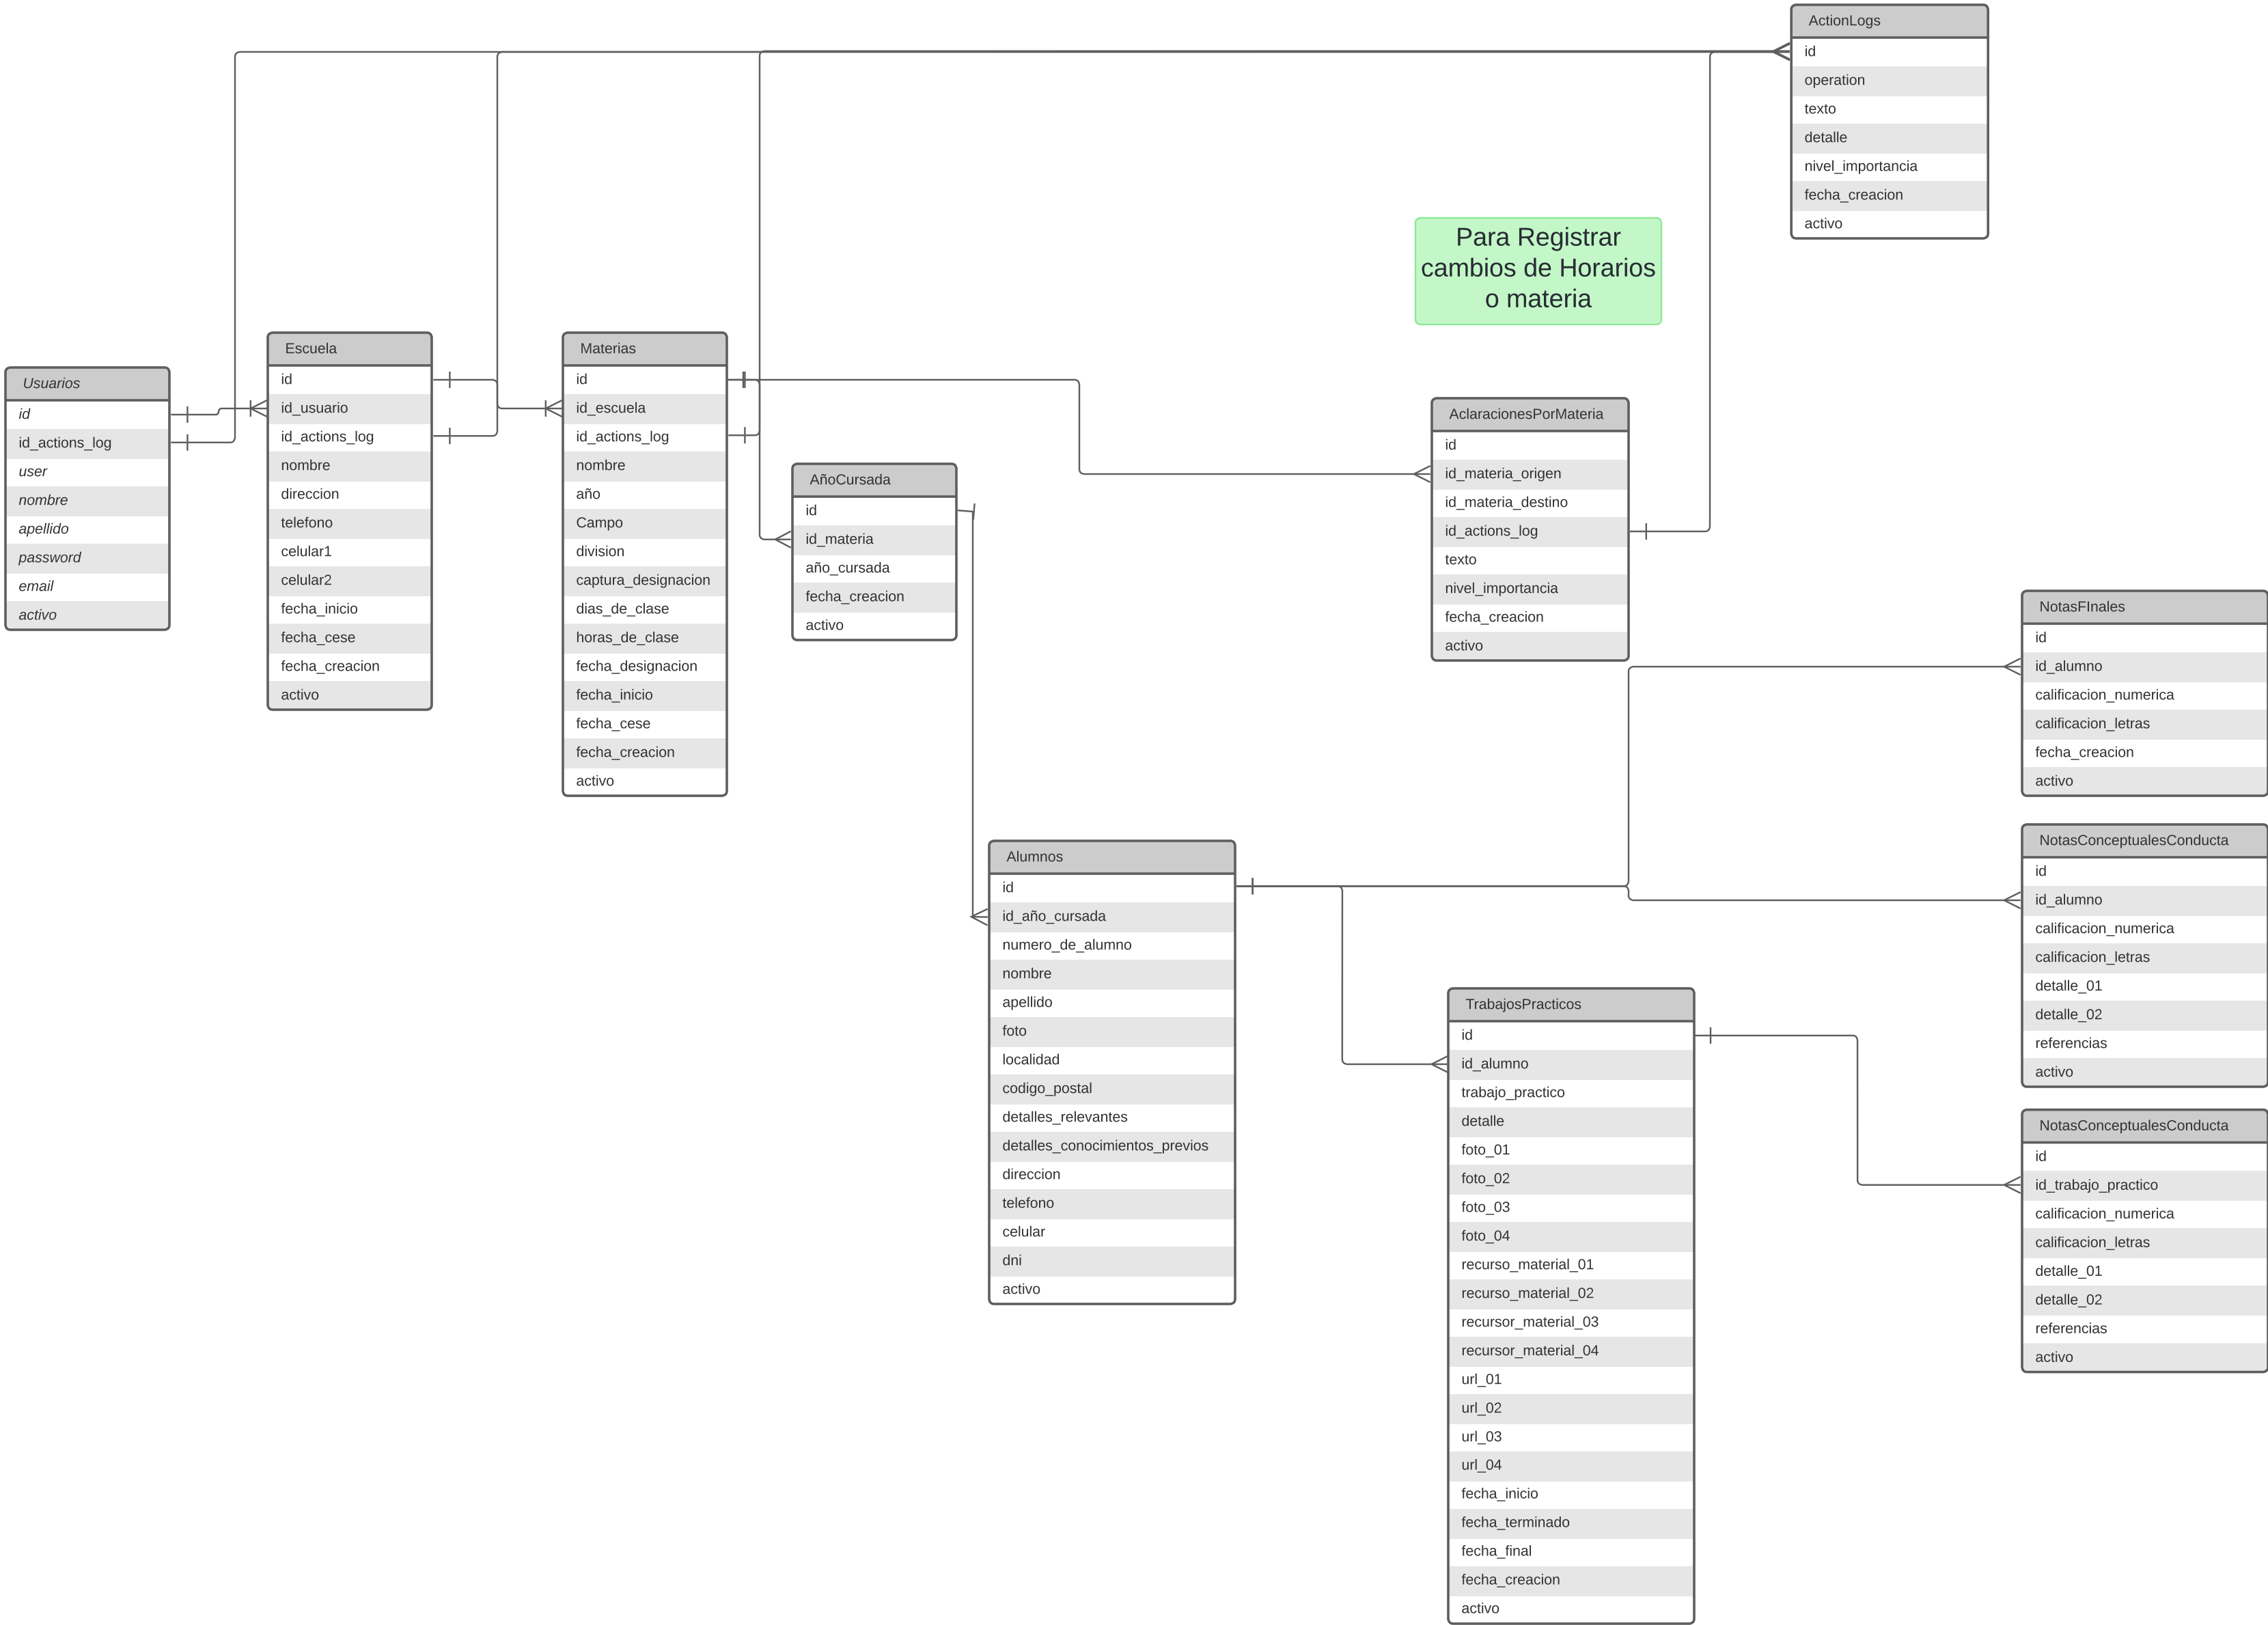 ActionLogs
id
operation
texto
detalle
nivel_importancia
fecha_creacion
activo
Para Registrar
cambios de Horarios
o materia
Usuarios
id
id_actions_log
user
nombre
apellido
password
email
activo
Escuela
id
id_usuario
id_actions_log
nombre
direccion
telefono
celular1
celular2
fecha_inicio
fecha_cese
fecha_creacion
activo
Materias
id
id_escuela
id_actions_log
nombre
año
Campo
division
captura_designacion
dias_de_clase
horas_de_clase
fecha_designacion
fecha_inicio
fecha_cese
fecha_creacion
activo
AñoCursada
id
id_materia
año_cursada
fecha_creacion
activo
AclaracionesPorMateria
id
id_materia_origen
id_materia_destino
id_actions_log
texto
nivel_importancia
fecha_creacion
activo
NotasFInales
id
id_alumno
calificacion_numerica
calificacion_letras
fecha_creacion
activo
Alumnos
id
id_año_cursada
numero_de_alumno
nombre
apellido
foto
localidad
codigo_postal
detalles_relevantes
detalles_conocimientos_previos
direccion
telefono
celular
dni
activo
NotasConceptualesConducta
id
id_alumno
calificacion_numerica
calificacion_letras
detalle_01
detalle_02
referencias
activo
TrabajosPracticos
id
id_alumno
trabajo_practico
detalle
foto_01
foto_02
foto_03
foto_04
recurso_material_01
recurso_material_02
recursor_material_03
recursor_material_04
url_01
url_02
url_03
url_04
fecha_inicio
fecha_terminado
fecha_final
fecha_creacion
activo
NotasConceptualesConducta
id
id_trabajo_practico
calificacion_numerica
calificacion_letras
detalle_01
detalle_02
referencias
activo